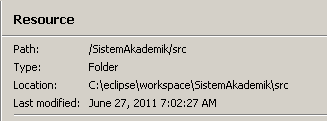 Resource
Path: /SistemAkademik/src
Type: Folder
Location: C:\eclipse\workspace\SistemAkademik\src
Last modified: June 27, 2011 7:02:27 AM